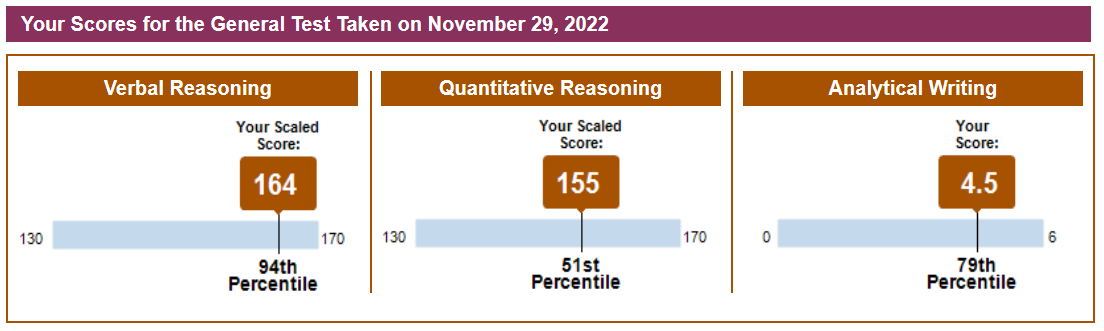 Your Scores for the General Test Taken on November 29, 2022
Verbal Reasoning
Your Scaled
Score:
164
130
170
94th
Percentile
Quantitative Reasoning
Your Scaled
Score:
155
130
170
51st
Percentile
Analytical Writing
Your
Score:
4.5
0
6
79th
Percentile